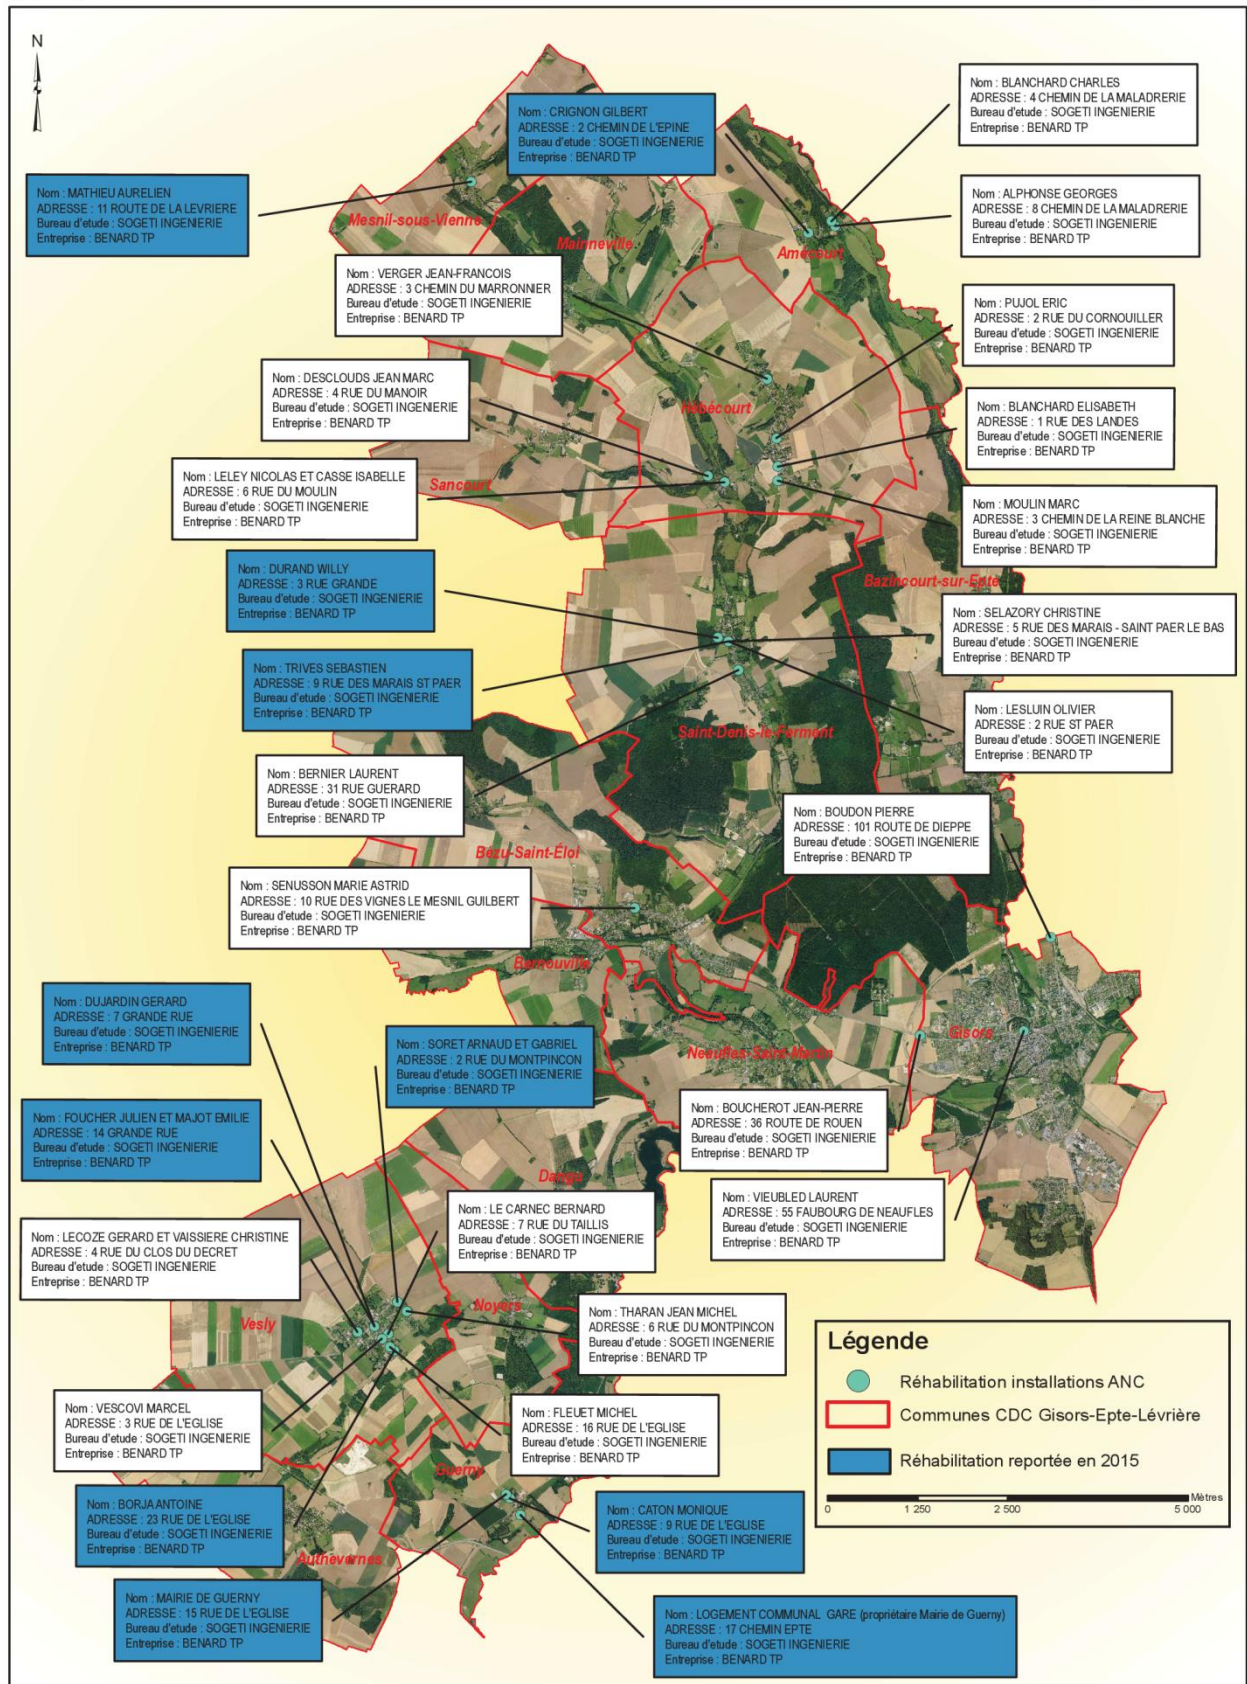 N
Nom : BLANCHARD CHARLES
ADRESSE : 4 CHEMIN DE LA MALADRERIE
Bureau d'etude : SOGETI INGENIERIE
Entreprise : BENARD TP
Nom : CRIGNON GILBERT
ADRESSE : 2 CHEMIN DE L'EPINE
Bureau d'etude : SOGETI INGENIERIE
Entreprise : BENARD TP
Nom : MATHIEU AURELIEN
ADRESSE : 11 ROUTE DE LA LEVRIERE
Bureau d'etude : SOGETI INGENIERIE
Entreprise : BENARD TP
Nom : ALPHONSE GEORGES
ADRESSE : 8 CHEMIN DE LA MALADRERIE
Bureau d'etude : SOGETI INGENIERIE
Entreprise : BENARD TP
Mesnil-sous-Vienne
Mainneville
Amécourt
Nom : VERGER JEAN-FRANCOIS
ADRESSE : 3 CHEMIN DU MARRONNIER
Bureau d'etude : SOGETI INGENIERIE
Entreprise : BENARD TP
Nom : PUJOL ERIC
ADRESSE : 2 RUE DU CORNOUILLER
Bureau d'etude : SOGETI INGENIERIE
Entreprise : BENARD TP
Nom : DESCLOUDS JEAN MARC
ADRESSE : 4 RUE DU MANOIR
Bureau d'etude : SOGETI INGENIERIE
Entreprise : BENARD TP
Hébécourt
Nom : BLANCHARD ELISABETH
ADRESSE : 1 RUE DES LANDES
Bureau d'etude : SOGETI INGENIERIE
Entreprise : BENARD TP
Nom : LELEY NICOLAS ET CASSE ISABELLE
ADRESSE : 6 RUE DU MOULIN
Bureau d'etude : SOGETI INGENIERIE
Entreprise : BENARD TP
Sancourt
Nom : MOULIN MARC
ADRESSE : 3 CHEMIN DE LA REINE BLANCHE
Bureau d'etude : SOGETI INGENIERIE
Entreprise : BENARD TP
Nom : DURAND WILLY
ADRESSE : 3 RUE GRANDE
Bureau d'etude : SOGETI INGENIERIE
Entreprise : BENARD TP
Bazincourt-sur-Epte
Nom : SELAZORY CHRISTINE
ADRESSE : 5 RUE DES MARAIS - SAINT PAER LE BAS
Bureau d'etude : SOGETI INGENIERIE
Entreprise : BENARD TP
Nom : TRIVES SEBASTIEN
ADRESSE : 9 RUE DES MARAIS ST PAER
Bureau d'etude : SOGETI INGENIERIE
Entreprise : BENARD TP
Nom : LESLUIN OLIVIER
ADRESSE : 2 RUE ST PAER
Bureau d'etude : SOGETI INGENIERIE
Entreprise : BENARD TP
Saint-Denis-le-Ferment
Nom : BERNIER LAURENT
ADRESSE : 31 RUE GUERARD
Bureau d'etude : SOGETI INGENIERIE
Entreprise : BENARD TP
Nom : BOUDON PIERRE
ADRESSE : 101 ROUTE DE DIEPPE
Bureau d'etude : SOGETI INGENIERIE
Entreprise : BENARD TP
Bézu-Saint-Éloi
Nom : SENUSSON MARIE ASTRID
ADRESSE : 10 RUE DES VIGNES LE MESNIL GUILBERT
Bureau d'etude : SOGETI INGENIERIE
Entreprise : BENARD TP
Bernouville
Nom : DUJARDIN GERARD
ADRESSE : 7 GRANDE RUE
Bureau d'etude : SOGETI INGENIERIE
Entreprise : BENARD TP
Nom : SORET ARNAUD ET GABRIEL
ADRESSE : 2 RUE DU MONTPINCON
Bureau d'etude : SOGETI INGENIERIE
Entreprise : BENARD TP
Neaufles-Saint-Martin
Gisors
Nom : FOUCHER JULIEN ET MAJOT EMILIE
ADRESSE : 14 GRANDE RUE
Bureau d'etude : SOGETI INGENIERIE
Entreprise : BENARD TP
Nom : BOUCHEROT JEAN-PIERRE
ADRESSE : 36 ROUTE DE ROUEN
Bureau d'etude : SOGETI INGENIERIE
Entreprise : BENARD TP
Dangu
Nom : VIEUBLED LAURENT
ADRESSE : 55 FAUBOURG DE NEAUFLES
Bureau d'etude : SOGETI INGENIERIE
Entreprise : BENARD TP
Nom : LE CARNEC BERNARD
ADRESSE : 7 RUE DU TAILLIS
Bureau d'etude : SOGETI INGENIERIE
Entreprise : BENARD TP
Nom : LECOZE GERARD ET VAISSIERE CHRISTINE
ADRESSE : 4 RUE DU CLOS DU DECRET
Bureau d'etude : SOGETI INGENIERIE
Entreprise : BENARD TP
Vesly
Noyers
Nom : THARAN JEAN MICHEL
ADRESSE : 6 RUE DU MONTPINCON
Bureau d'etude : SOGETI INGENIERIE
Entreprise : BENARD TP
Nom : VESCOVI MARCEL
ADRESSE : 3 RUE DE L'EGLISE
Bureau d'etude : SOGETI INGENIERIE
Entreprise : BENARD TP
Nom : FLEUET MICHEL
ADRESSE : 16 RUE DE L'EGLISE
Bureau d'etude : SOGETI INGENIERIE
Entreprise : BENARD TP
Guerny
Nom : BORJA ANTOINE
ADRESSE : 23 RUE DE L'EGLISE
Bureau d'etude : SOGETI INGENIERIE
Entreprise : BENARD TP
Nom : CATON MONIQUE
ADRESSE : 9 RUE DE L'EGLISE
Bureau d'etude : SOGETI INGENIERIE
Entreprise : BENARD TP
Authevernes
Nom : MAIRIE DE GUERNY
ADRESSE : 15 RUE DE L'EGLISE
Bureau d'etude : SOGETI INGENIERIE
Entreprise : BENARD TP
Nom : LOGEMENT COMMUNAL GARE (propriétaire Mairie de Guerny)
ADRESSE : 17 CHEMIN EPTE
Bureau d'etude : SOGETI INGENIERIE
Entreprise : BENARD TP
Légende
Réhabilitation installations ANC
Communes CDC Gisors-Epte-Lévrière
Réhabilitation reportée en 2015
Mètres
0 1 250 2 500 5 000